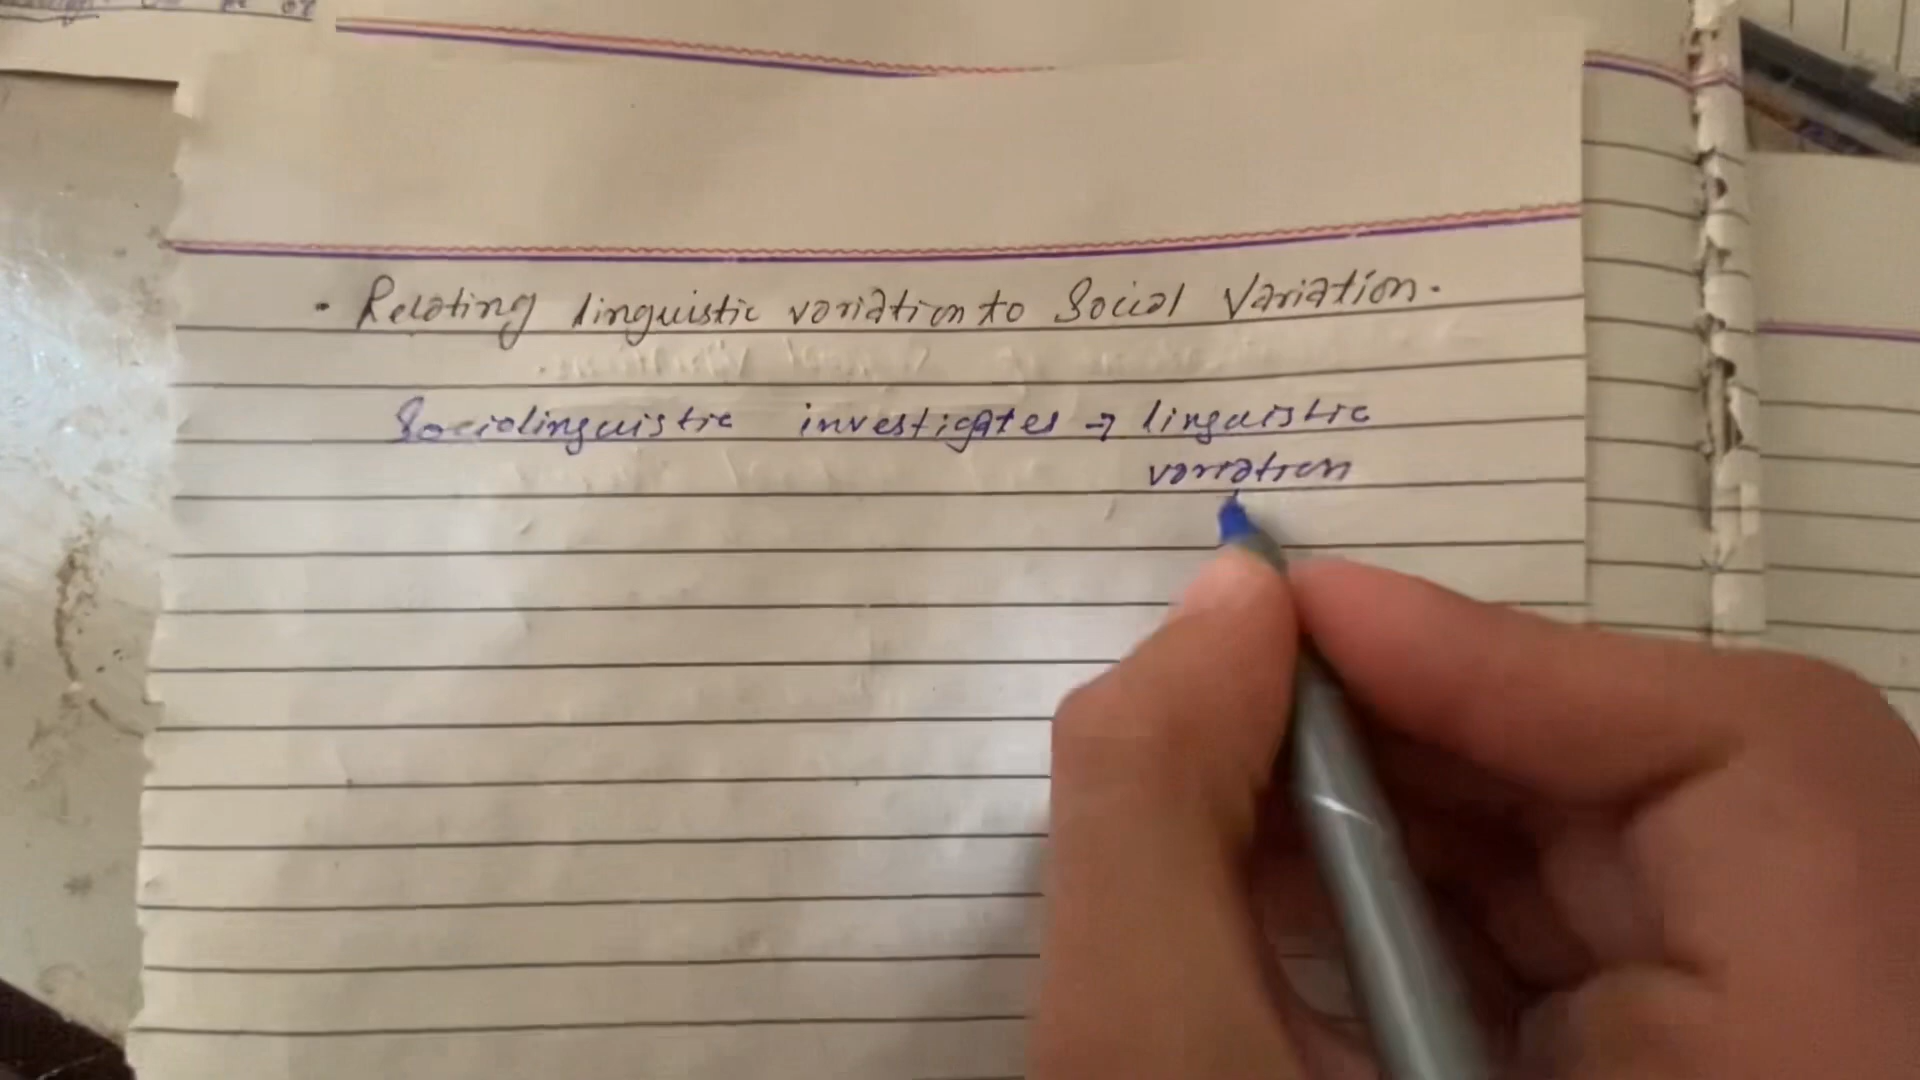 • Relating linguistic variation to Social Variation.
Sociolinguistic investigates → linguistic
variation